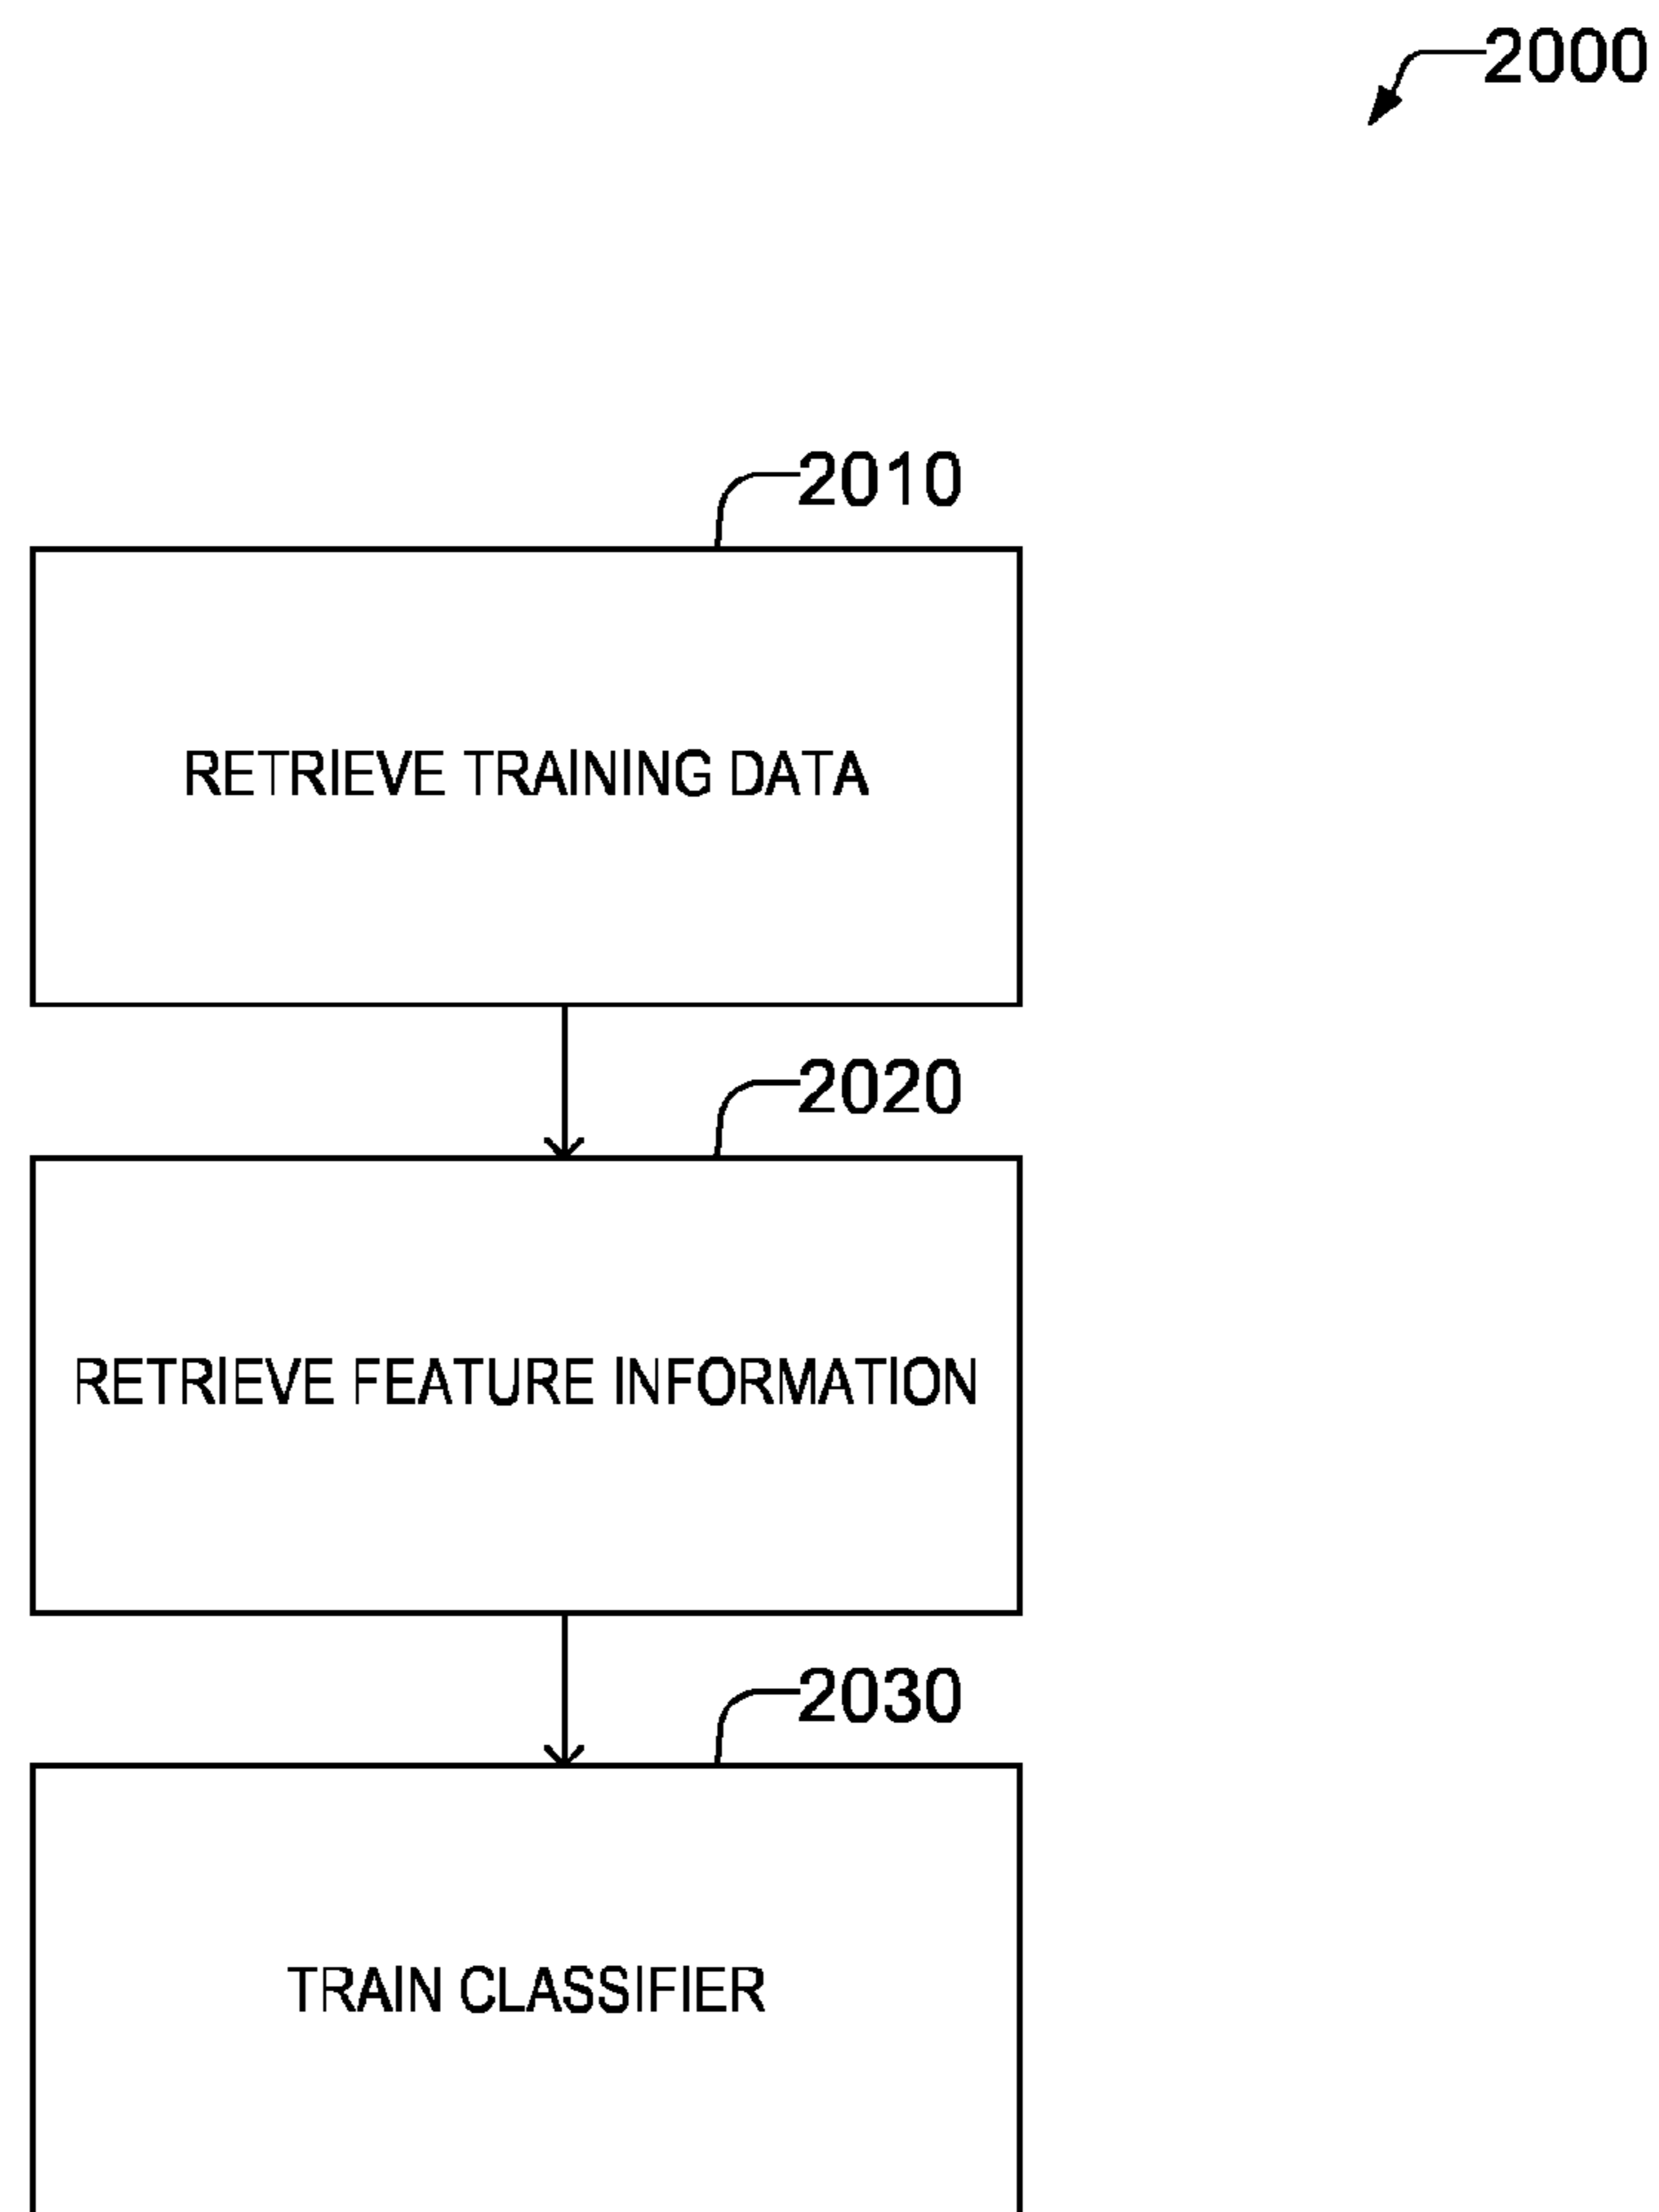 2000
2010
RETRIEVE TRAINING DATA
2020
RETRIEVE FEATURE INFORMATION
2030
TRAIN CLASSIFIER